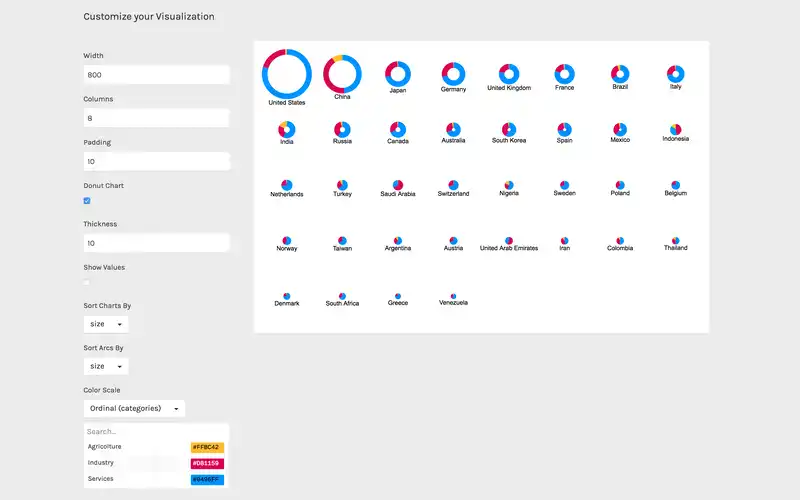 Customize your Visualization
Width
800
Columns
8
Padding
10
Donut Chart
Thickness
10
Show Values
Sort Charts By
size
Sort Arcs By
size
Color Scale
Ordinal (categories)
Search...
Agricolture #FFBC42
Industry #D81159
Services #8496FF
United States China Japan Germany United Kingdom France Brazil Italy
India Russia Canada Australia South Korea Spain Mexico Indonesia
Netherlands Turkey Saudi Arabia Switzerland Nigeria Sweden Poland Belgium
Norway Taiwan Argentina Austria United Arab Emirates Iran Colombia Thailand
Denmark South Africa Greece Venezuela